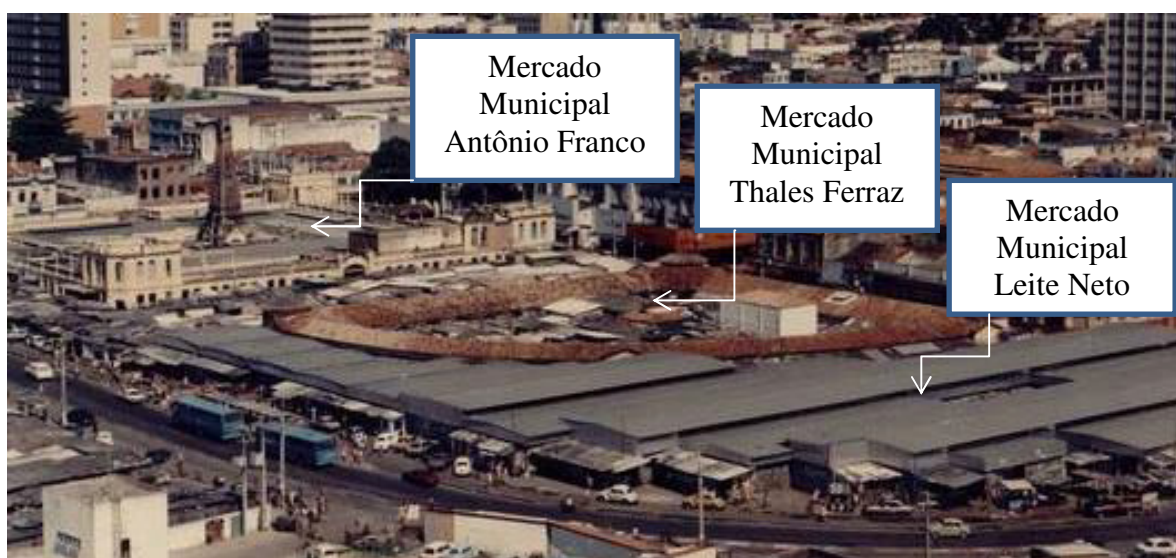 Mercado
Municipal
Antônio Franco
Mercado
Municipal
Thales Ferraz
Mercado
Municipal
Leite Neto